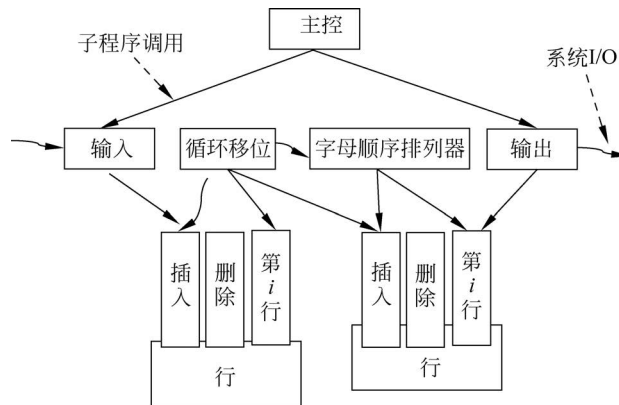 主控
子程序调用
系统I/O
输入
循环移位
字母顺序排列器
输出
插入
删除
第i行
行
插入
删除
第i行
行